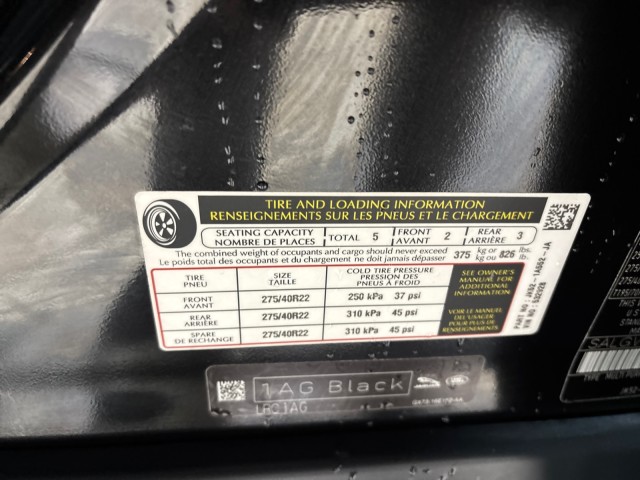 TIRE AND LOADING INFORMATION
RENSEIGNEMENTS SUR LES PNEUS ET LE CHARGEMENT
SEATING CAPACITY
NOMBRE DE PLACES
TOTAL 5
FRONT
AVANT 2
REAR
ARRIÈRE 3
The combined weight of occupants and cargo should never exceed
Le poids total des occupants et du chargement ne doit jamais dépasser
375 kg or kg ou 826 lbs. lb.
TIRE
PNEU
SIZE
TAILLE
COLD TIRE PRESSURE
PRESSION DES
PNEUS À FROID
FRONT
AVANT
275/40R22 250 kPa 37 psi
REAR
ARRIÈRE
275/40R22 310 kPa 45 psi
SPARE
DE RECHANGE
275/40R22 310 kPa 45 psi
SEE OWNER'S
MANUAL FOR
ADDITIONAL
INFORMATION
VOIR LE MANUEL
DE L'USAGER
POUR PLUS DE
RENSEIGNEMENTS
1AG Black
LRC1AG
SALGW